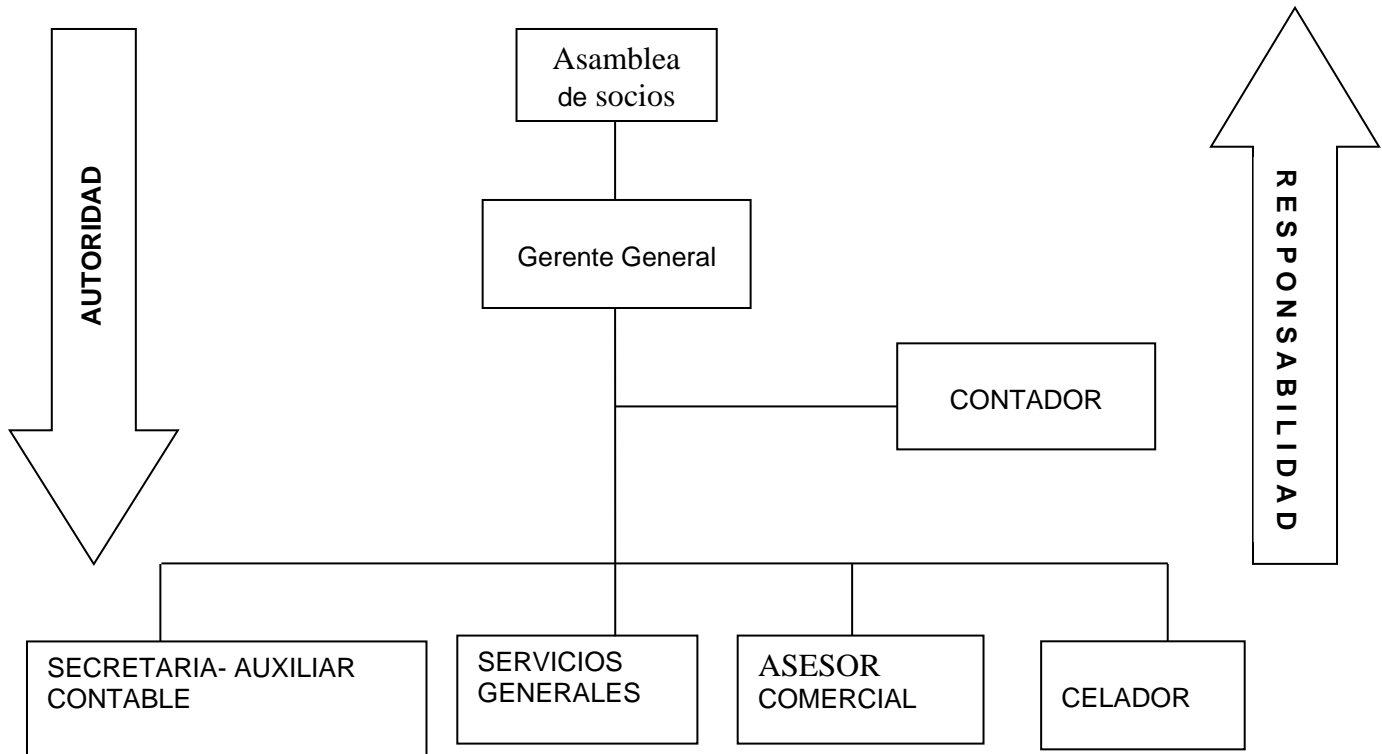 Asamblea
de socios
Gerente General
AUTORIDAD
RESPONSABILIDAD
CONTADOR
SECRETARIA- AUXILIAR
CONTABLE
SERVICIOS
GENERALES
ASESOR
COMERCIAL
CELADOR